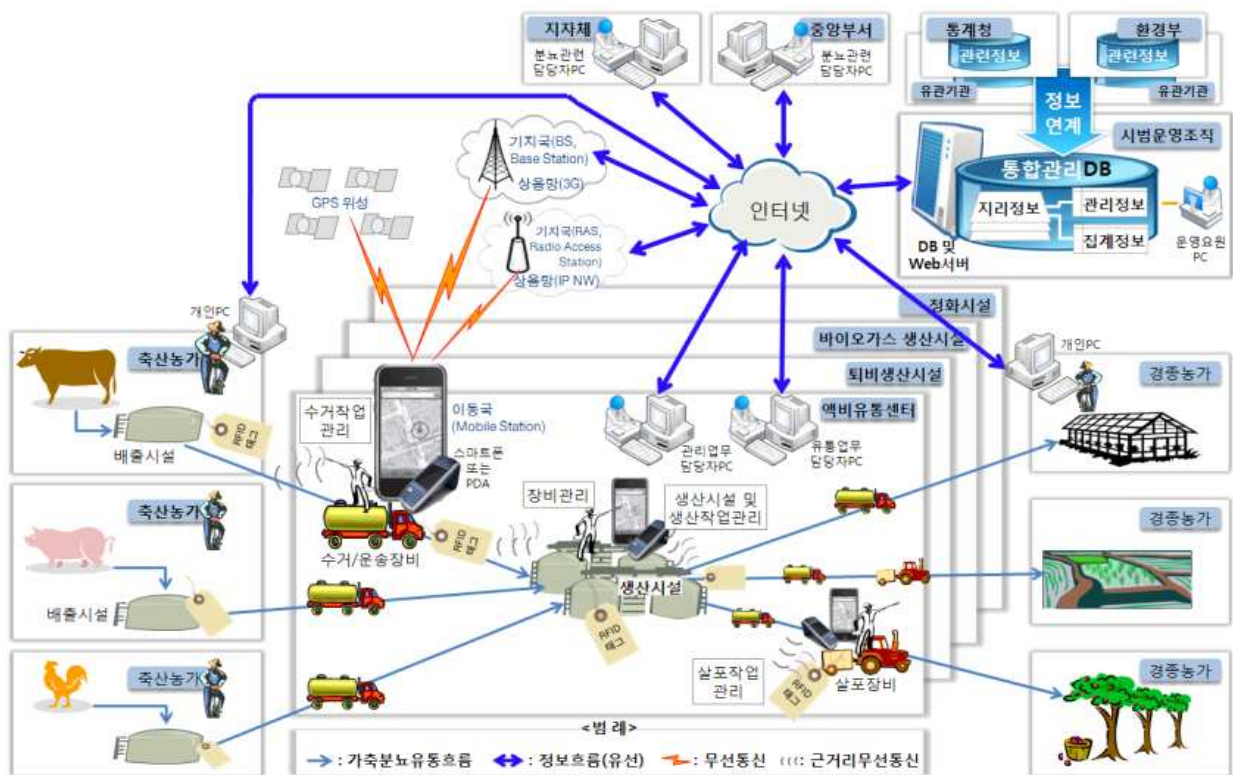 지자체
분뇨관련
담당자PC
중앙부서
분뇨관련
담당자PC
통계청
관련정보
유관기관
환경부
관련정보
유관기관
정보
연계
시범운영조직
통합관리 DB
지리정보
관리정보
집계정보
DB 및
Web서버
운영요원
PC
기지국(BS,
Base Station)
상용망(3G)
GPS 위성
기지국(RAS,
Radio Access
Station)
상용망(IP NW)
인터넷
개인PC
정화시설
바이오가스 생산시설
퇴비생산시설
액비유통센터
축산농가
배출시설
RFID
태그
수거작업
관리
이동국
(Mobile Station)
스마트폰
또는
PDA
관리업무
담당자PC
유통업무
담당자PC
개인PC
경종농가
장비관리
생산시설 및
생산작업관리
수거/운송장비
RFID
태그
생산시설
RFID
태그
축산농가
배출시설
경종농가
살포작업
관리
RFID
태그
살포장비
축산농가
경종농가
<범 례>
: 가축분뇨유통흐름
: 정보흐름(유선)
: 무선통신
: 근거리무선통신